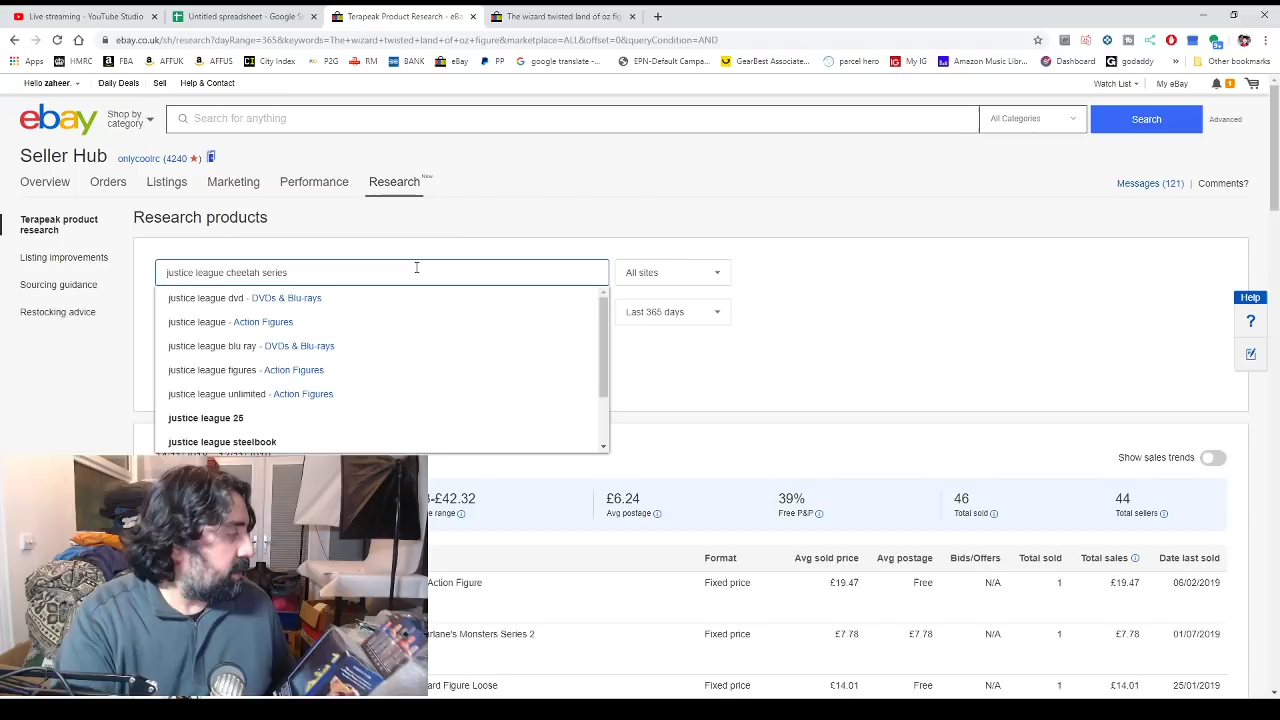 Live streaming - YouTube Studio
Untitled spreadsheet - Google S
Terapeak Product Research - eBa
The wizard twisted land of oz fig
ebay.co.uk/sh/research?dayRange=365&keywords=The+wizard+twisted+land+of+oz+figure&marketplace=ALL&offset=0&queryCondition=AND
Apps HMRC FBA AFFUK AFFUS City Index P2G RM BANK eBay PP google translate -... EPN-Default Campa... GearBest Associate... parcel hero My IG Amazon Music Libr... Dashboard godaddy » Other bookmarks
Hello zaheer. Daily Deals Sell Help & Contact Watch List My eBay 1
ebay Shop by category Search for anything All Categories Search Advanced
Seller Hub onlycoolrc (4240 ★)
Overview Orders Listings Marketing Performance Research New Messages (121) | Comments?
Terapeak product research
Listing improvements
Sourcing guidance
Restocking advice
Research products
justice league cheetah series All sites
justice league dvd - DVDs & Blu-rays
justice league - Action Figures Last 365 days
justice league blu ray - DVDs & Blu-rays
justice league figures - Action Figures
justice league unlimited - Action Figures
justice league 25
justice league steelbook
Help
?
Show sales trends
-£42.32 £6.24 39% 46 44
range Avg postage Free P&P Total sold Total sellers
Format Avg sold price Avg postage Bids/Offers Total sold Total sales Date last sold
Action Figure Fixed price £19.47 Free N/A 1 £19.47 06/02/2019
arlane's Monsters Series 2 Fixed price £7.78 £7.78 N/A 1 £7.78 01/07/2019
ard Figure Loose Fixed price £14.01 Free N/A 1 £14.01 25/01/2019